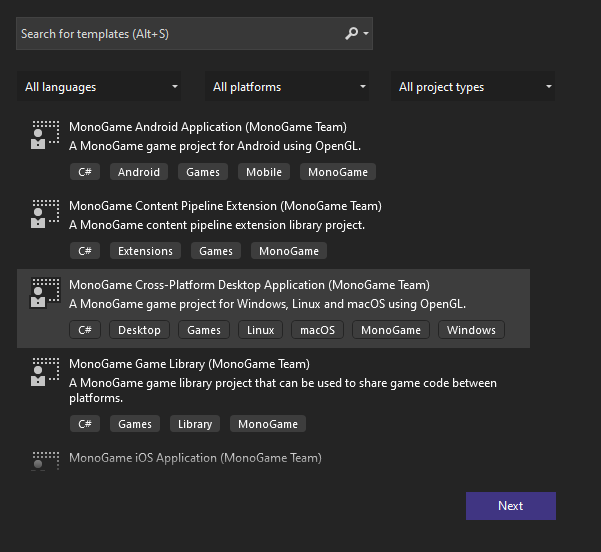 Search for templates (Alt+S)
All languages All platforms All project types
MonoGame Android Application (MonoGame Team)
A MonoGame game project for Android using OpenGL.
C# Android Games Mobile MonoGame
MonoGame Content Pipeline Extension (MonoGame Team)
A MonoGame content pipeline extension library project.
C# Extensions Games MonoGame
MonoGame Cross-Platform Desktop Application (MonoGame Team)
A MonoGame game project for Windows, Linux and macOS using OpenGL.
C# Desktop Games Linux macOS MonoGame Windows
MonoGame Game Library (MonoGame Team)
A MonoGame game library project that can be used to share game code between
platforms.
C# Games Library MonoGame
MonoGame iOS Application (MonoGame Team)
Next